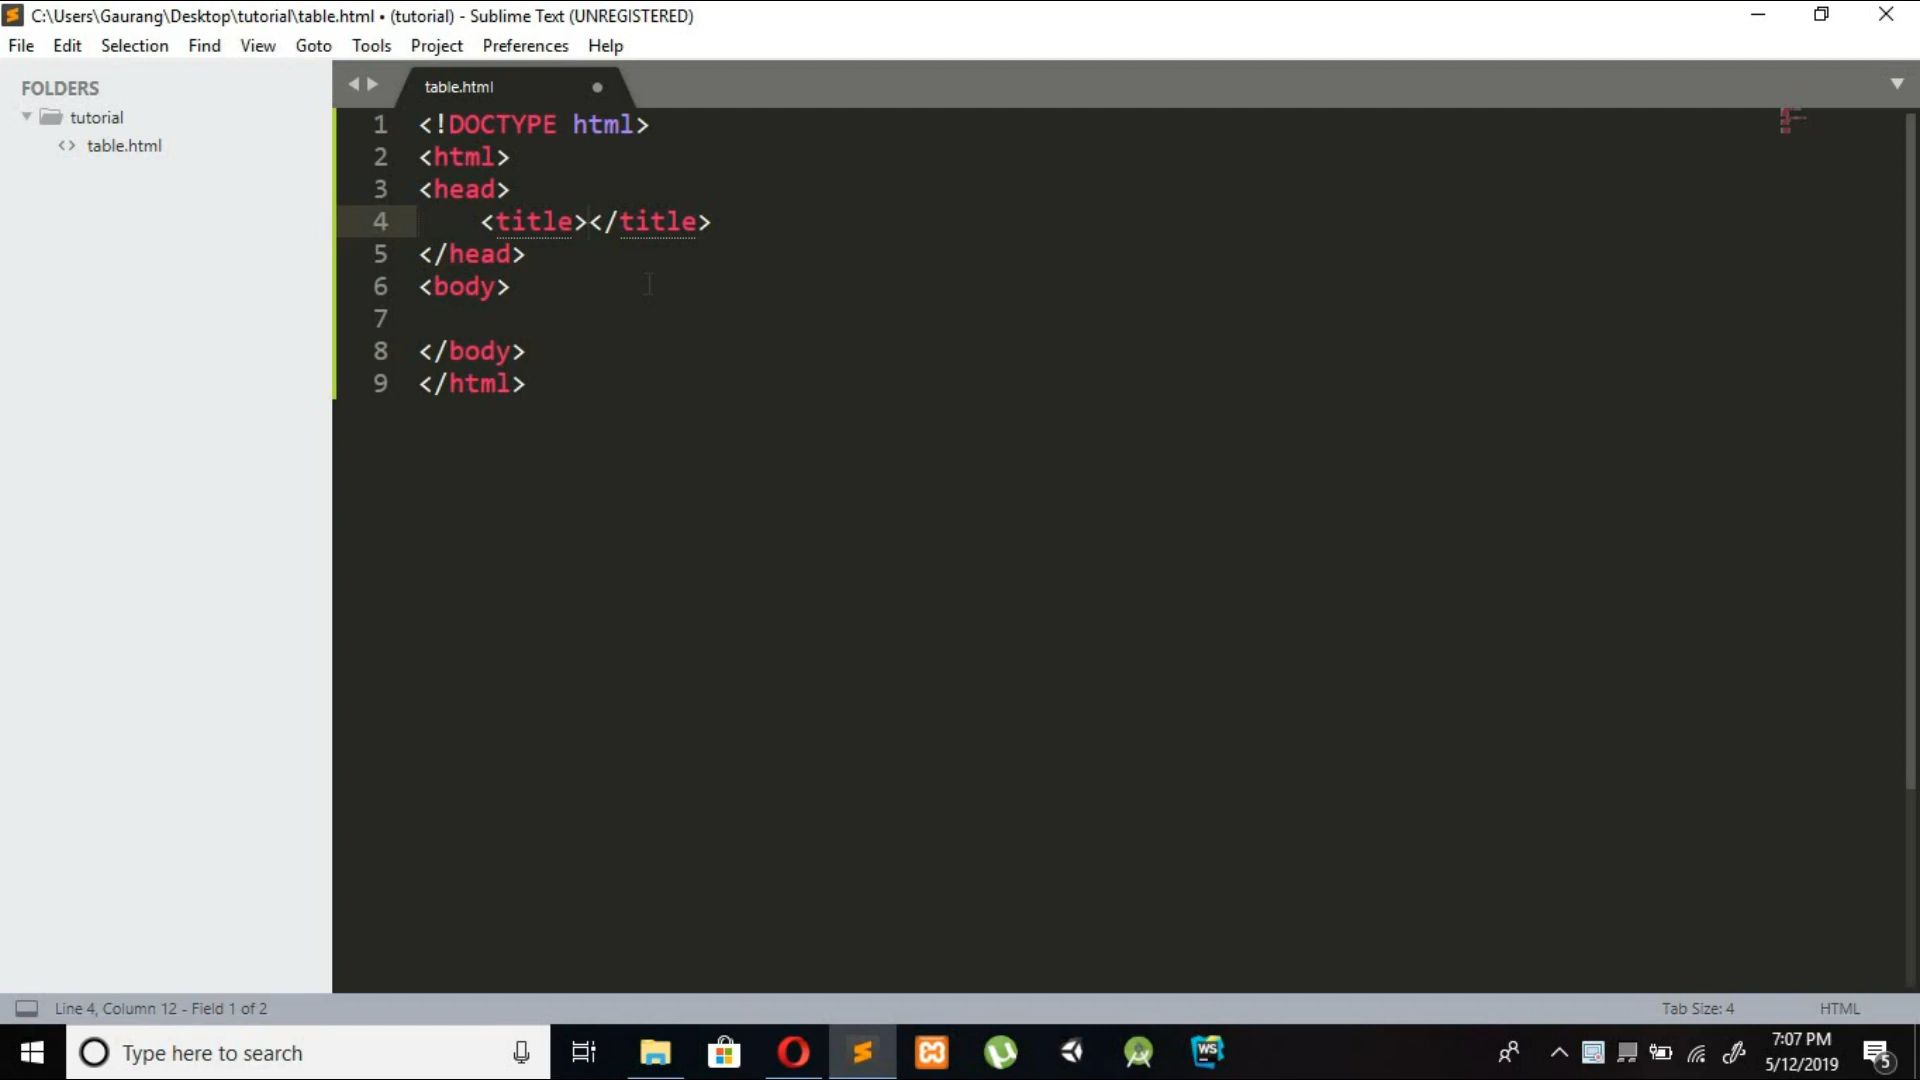 C:\Users\Gaurang\Desktop\tutorial\table.html • (tutorial) - Sublime Text (UNREGISTERED)
File Edit Selection Find View Goto Tools Project Preferences Help
FOLDERS
tutorial
<> table.html
table.html
1 <!DOCTYPE html>
2 <html>
3 <head>
4     <title></title>
5 </head>
6 <body>
7
8 </body>
9 </html>
Line 4, Column 12 - Field 1 of 2
Tab Size: 4 HTML
Type here to search
WS
7:07 PM
5/12/2019
5